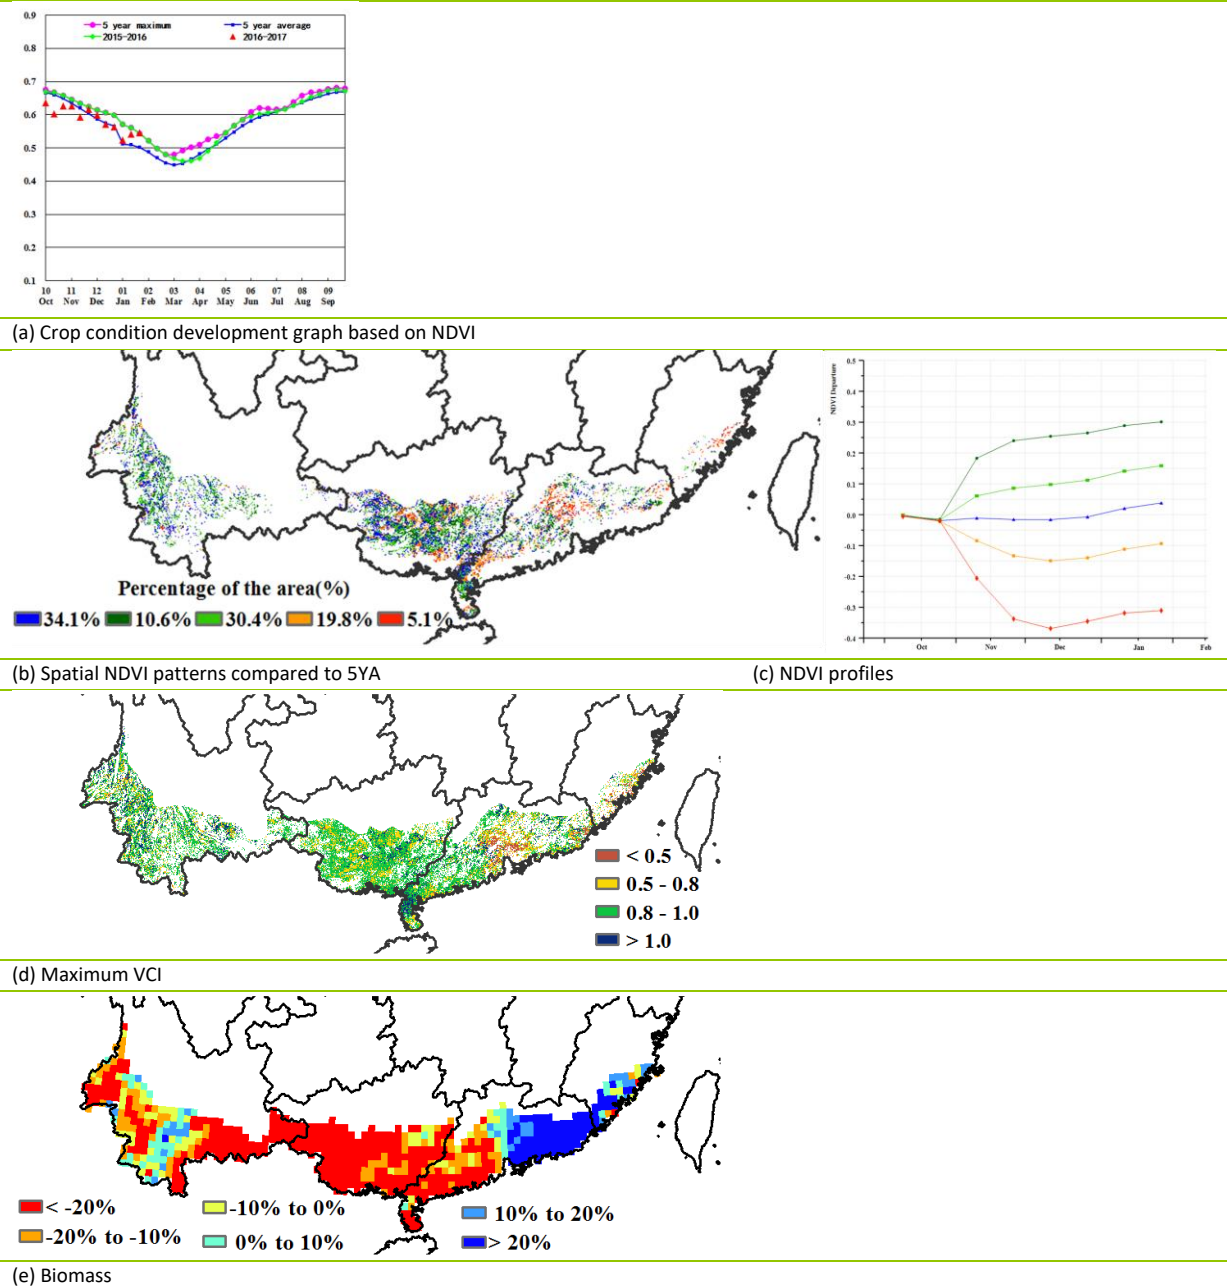 0.9
5 year maximum
5 year average
2015-2016
2016-2017
0.8
0.7
0.6
0.5
0.4
0.3
0.2
0.1
10 11 12 01 02 03 04 05 06 07 08 09
Oct Nov Dec Jan Feb Mar Apr May Jun Jul Aug Sep
(a) Crop condition development graph based on NDVI
Percentage of the area(%)
34.1% 10.6% 30.4% 19.8% 5.1%
NDVI Departure
0.5
0.4
0.3
0.2
0.1
0.0
-0.1
-0.2
-0.3
-0.4
Oct Nov Dec Jan Feb
(b) Spatial NDVI patterns compared to 5YA
(c) NDVI profiles
< 0.5
0.5 - 0.8
0.8 - 1.0
> 1.0
(d) Maximum VCI
< -20%
-10% to 0%
10% to 20%
-20% to -10%
0% to 10%
> 20%
(e) Biomass